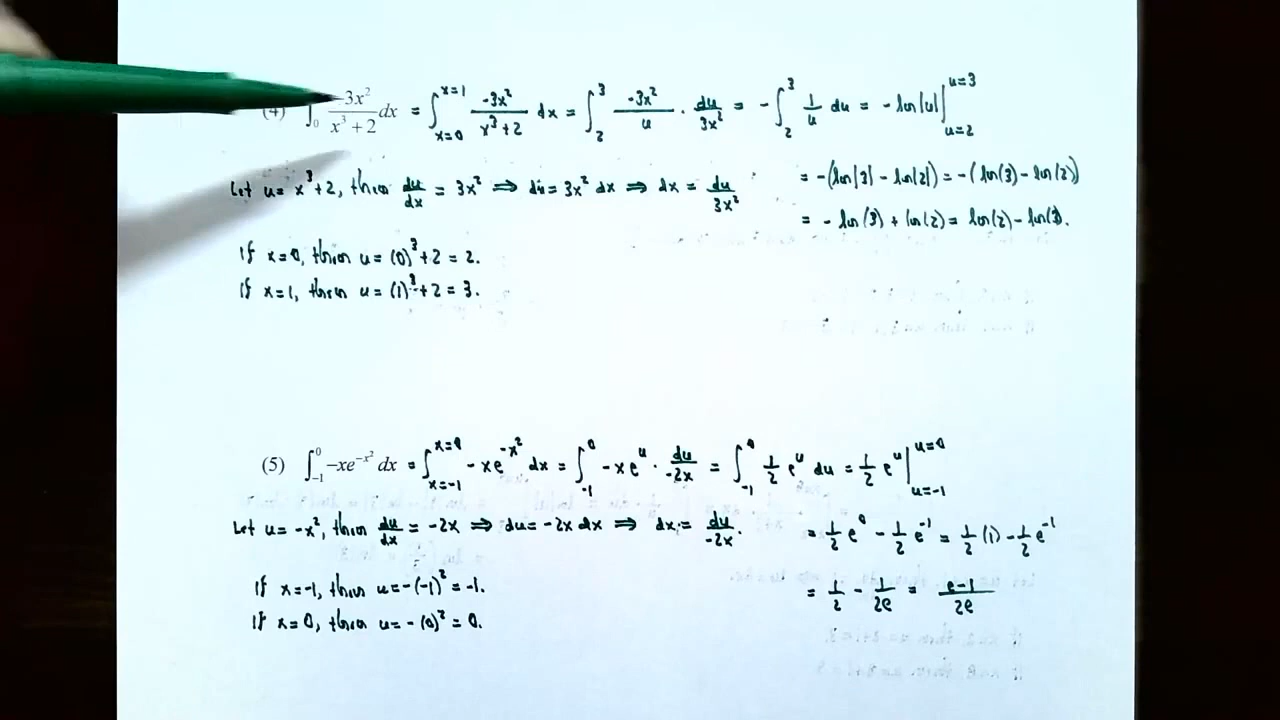 (4) ∫₀ -3x²/(x³+2) dx = ∫_{x=0}^{x=1} -3x²/(x³+2) dx = ∫₂³ -3x²/u · du/3x² = -∫₂³ 1/u du = -ln|u| |_{u=2}^{u=3}
Let u = x³+2, then du/dx = 3x² ⇒ du = 3x² dx ⇒ dx = du/3x²
= -(ln|3| - ln|2|) = -(ln(3) - ln(2))
= -ln(3) + ln(2) = ln(2) - ln(3).
If x=0, then u = (0)³+2 = 2.
If x=1, then u = (1)³+2 = 3.
(5) ∫₋₁⁰ -xe^{-x²} dx = ∫_{x=-1}^{x=0} -xe^{-x²} dx = ∫₋₁⁰ -xe^u · du/-2x = ∫₋₁⁰ 1/2 e^u du = 1/2 e^u |_{u=-1}^{u=0}
Let u = -x², then du/dx = -2x ⇒ du = -2x dx ⇒ dx = du/-2x.
= 1/2 e⁰ - 1/2 e⁻¹ = 1/2 (1) - 1/2 e⁻¹
= 1/2 - 1/2e = e-1/2e
If x=-1, then u = -(-1)² = -1.
If x=0, then u = -(0)² = 0.